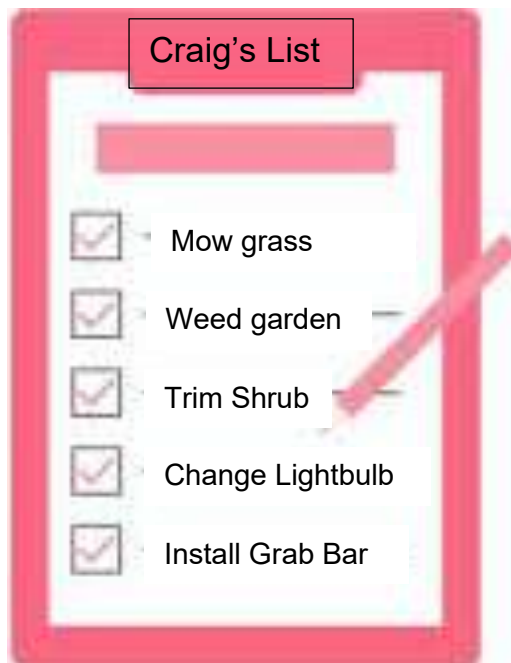 Craig's List
Mow grass
Weed garden
Trim Shrub
Change Lightbulb
Install Grab Bar